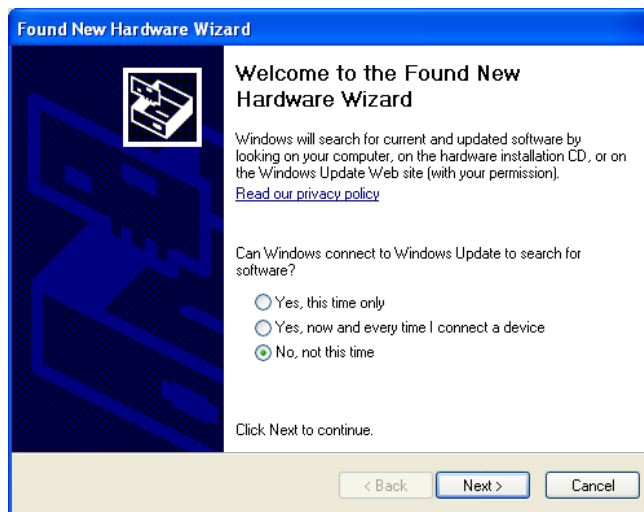 Found New Hardware Wizard
Welcome to the Found New
Hardware Wizard
Windows will search for current and updated software by
looking on your computer, on the hardware installation CD, or on
the Windows Update Web site (with your permission).
Read our privacy policy
Can Windows connect to Windows Update to search for
software?
Yes, this time only
Yes, now and every time I connect a device
No, not this time
Click Next to continue.
< Back
Next >
Cancel